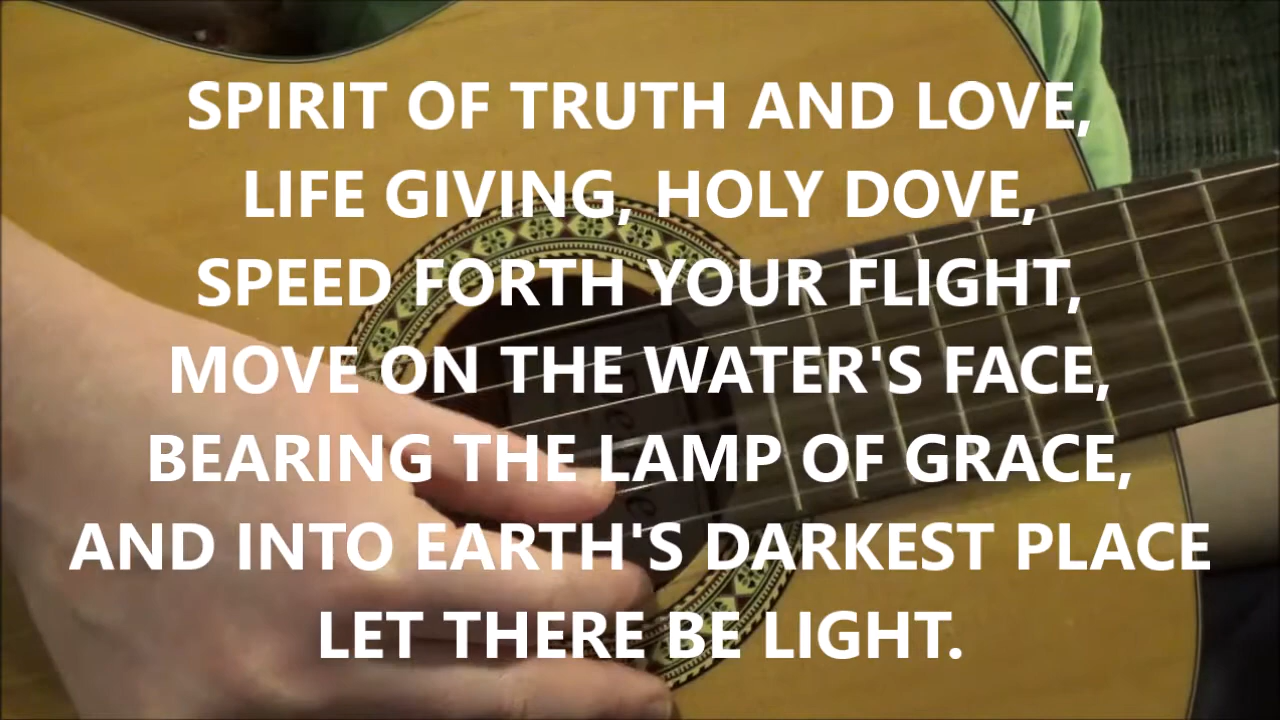 SPIRIT OF TRUTH AND LOVE,
LIFE GIVING, HOLY DOVE,
SPEED FORTH YOUR FLIGHT,
MOVE ON THE WATER'S FACE,
BEARING THE LAMP OF GRACE,
AND INTO EARTH'S DARKEST PLACE
LET THERE BE LIGHT.